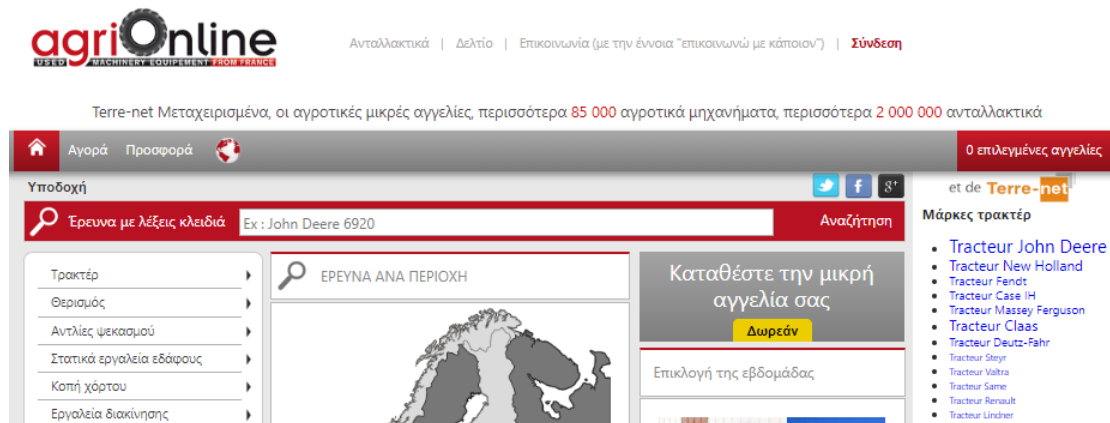 agriOnline
USED MACHINERY EQUIPEMENT FROM FRANCE
Ανταλλακτικά | Δελτίο | Επικοινωνία (με την έννοια "επικοινωνώ με κάποιον") | Σύνδεση
Terre-net Μεταχειρισμένα, οι αγροτικές μικρές αγγελίες, περισσότερα 85 000 αγροτικά μηχανήματα, περισσότερα 2 000 000 ανταλλακτικά
Αγορά Προσφορά
0 επιλεγμένες αγγελίες
Υποδοχή
f g+
Έρευνα με λέξεις κλειδιά
Ex : John Deere 6920
Αναζήτηση
Τρακτέρ
Θερισμός
Αντλίες ψεκασμού
Στατικά εργαλεία εδάφους
Κοπή χόρτου
Εργαλεία διακίνησης
ΕΡΕΥΝΑ ΑΝΑ ΠΕΡΙΟΧΗ
Καταθέστε την μικρή
αγγελία σας
Δωρεάν
Επικλογή της εβδομάδας
et de Terre-net
Μάρκες τρακτέρ
Tracteur John Deere
Tracteur New Holland
Tracteur Fendt
Tracteur Case IH
Tracteur Massey Ferguson
Tracteur Claas
Tracteur Deutz-Fahr
Tracteur Steyr
Tracteur Valtra
Tracteur Same
Tracteur Renault
Tracteur Lindner